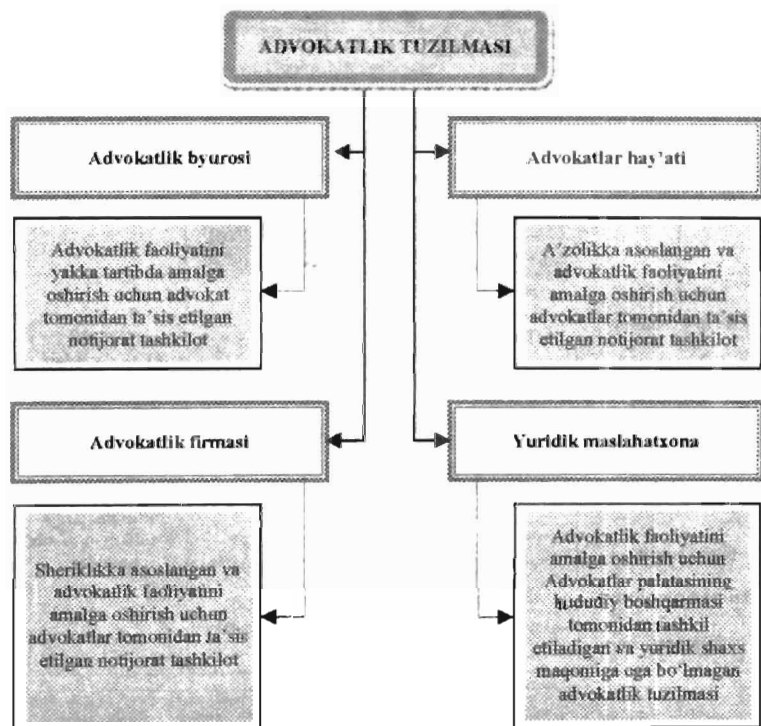 ADVOKATLIK TUZILMASI
Advokatlik byurosi
Advokatlik faoliyatini
yakka tartibda amalga
oshirish uchun advokat
tomonidan ta’sis etilgan
notijorat tashkilot
Advokatlar hay’ati
A’zolikka asoslangan va
advokatlik faoliyatini
amalga oshirish uchun
advokatlar tomonidan ta’sis
etilgan notijorat tashkilot
Advokatlik firmasi
Sheriklikka asoslangan va
advokatlik faoliyatini
amalga oshirish uchun
advokatlar tomonidan ta’sis
etilgan notijorat tashkilot
Yuridik maslahatxona
Advokatlik faoliyatini
amalga oshirish uchun
Advokatlar palatasining
hududiy boshqarmasi
tomonidan tashkil
etiladigan va yuridik shaxs
maqomiga ega bo‘lmagan
advokatlik tuzilmasi